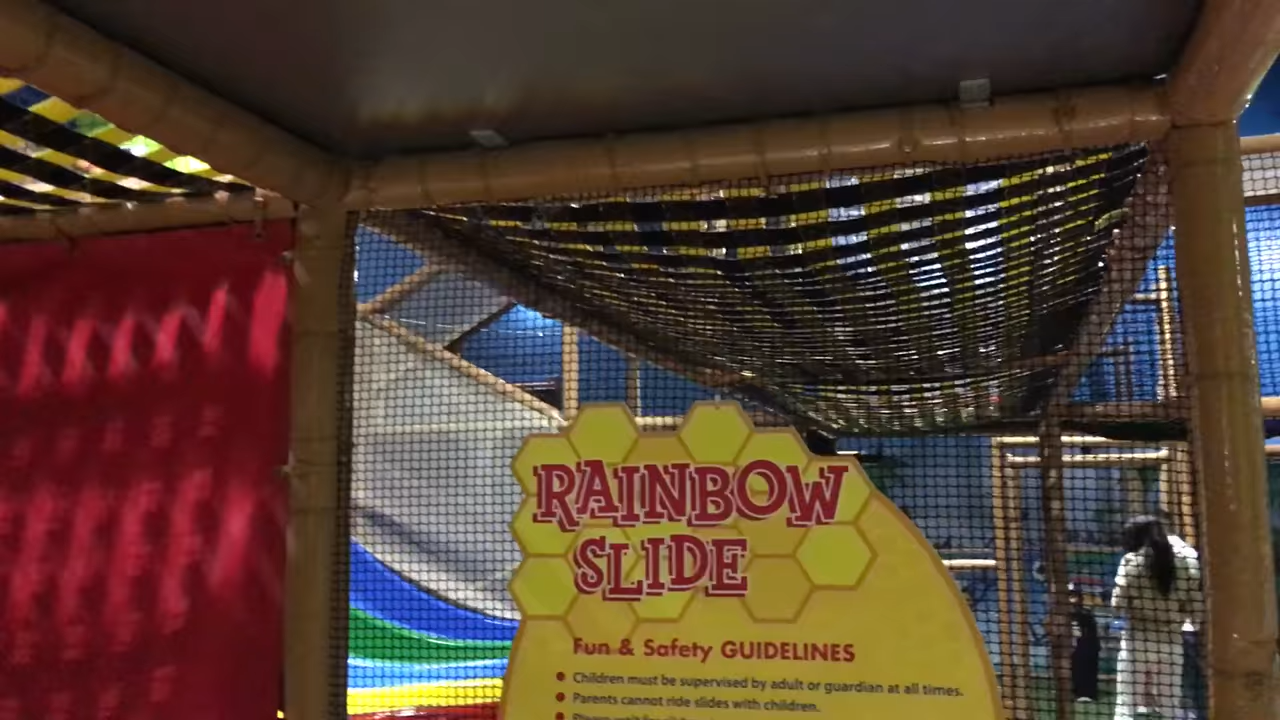 RAINBOW
SLIDE
Fun & Safety GUIDELINES
Children must be supervised by adult or guardian at all times.
Parents cannot ride slides with children.